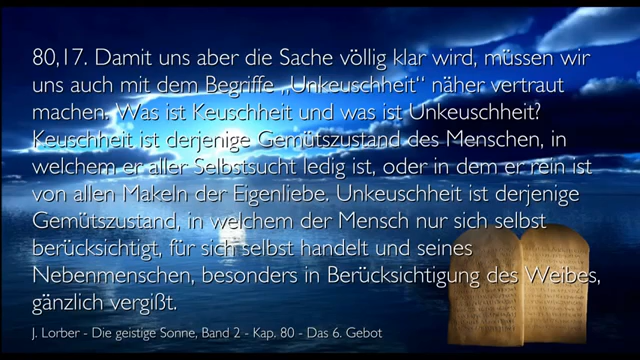 80,17. Damit uns aber die Sache völlig klar wird, müssen wir
uns auch mit dem Begriffe „Unkeuschheit“ näher vertraut
machen. Was ist Keuschheit und was ist Unkeuschheit?
Keuschheit ist derjenige Gemütszustand des Menschen, in
welchem er aller Selbstsucht ledig ist, oder in dem er rein ist
von allen Makeln der Eigenliebe. Unkeuschheit ist derjenige
Gemütszustand, in welchem der Mensch nur sich selbst
berücksichtigt, für sich selbst handelt und seines
Nebenmenschen, besonders in Berücksichtigung des Weibes,
gänzlich vergißt.
J. Lorber - Die geistige Sonne, Band 2 - Kap. 80 - Das 6. Gebot